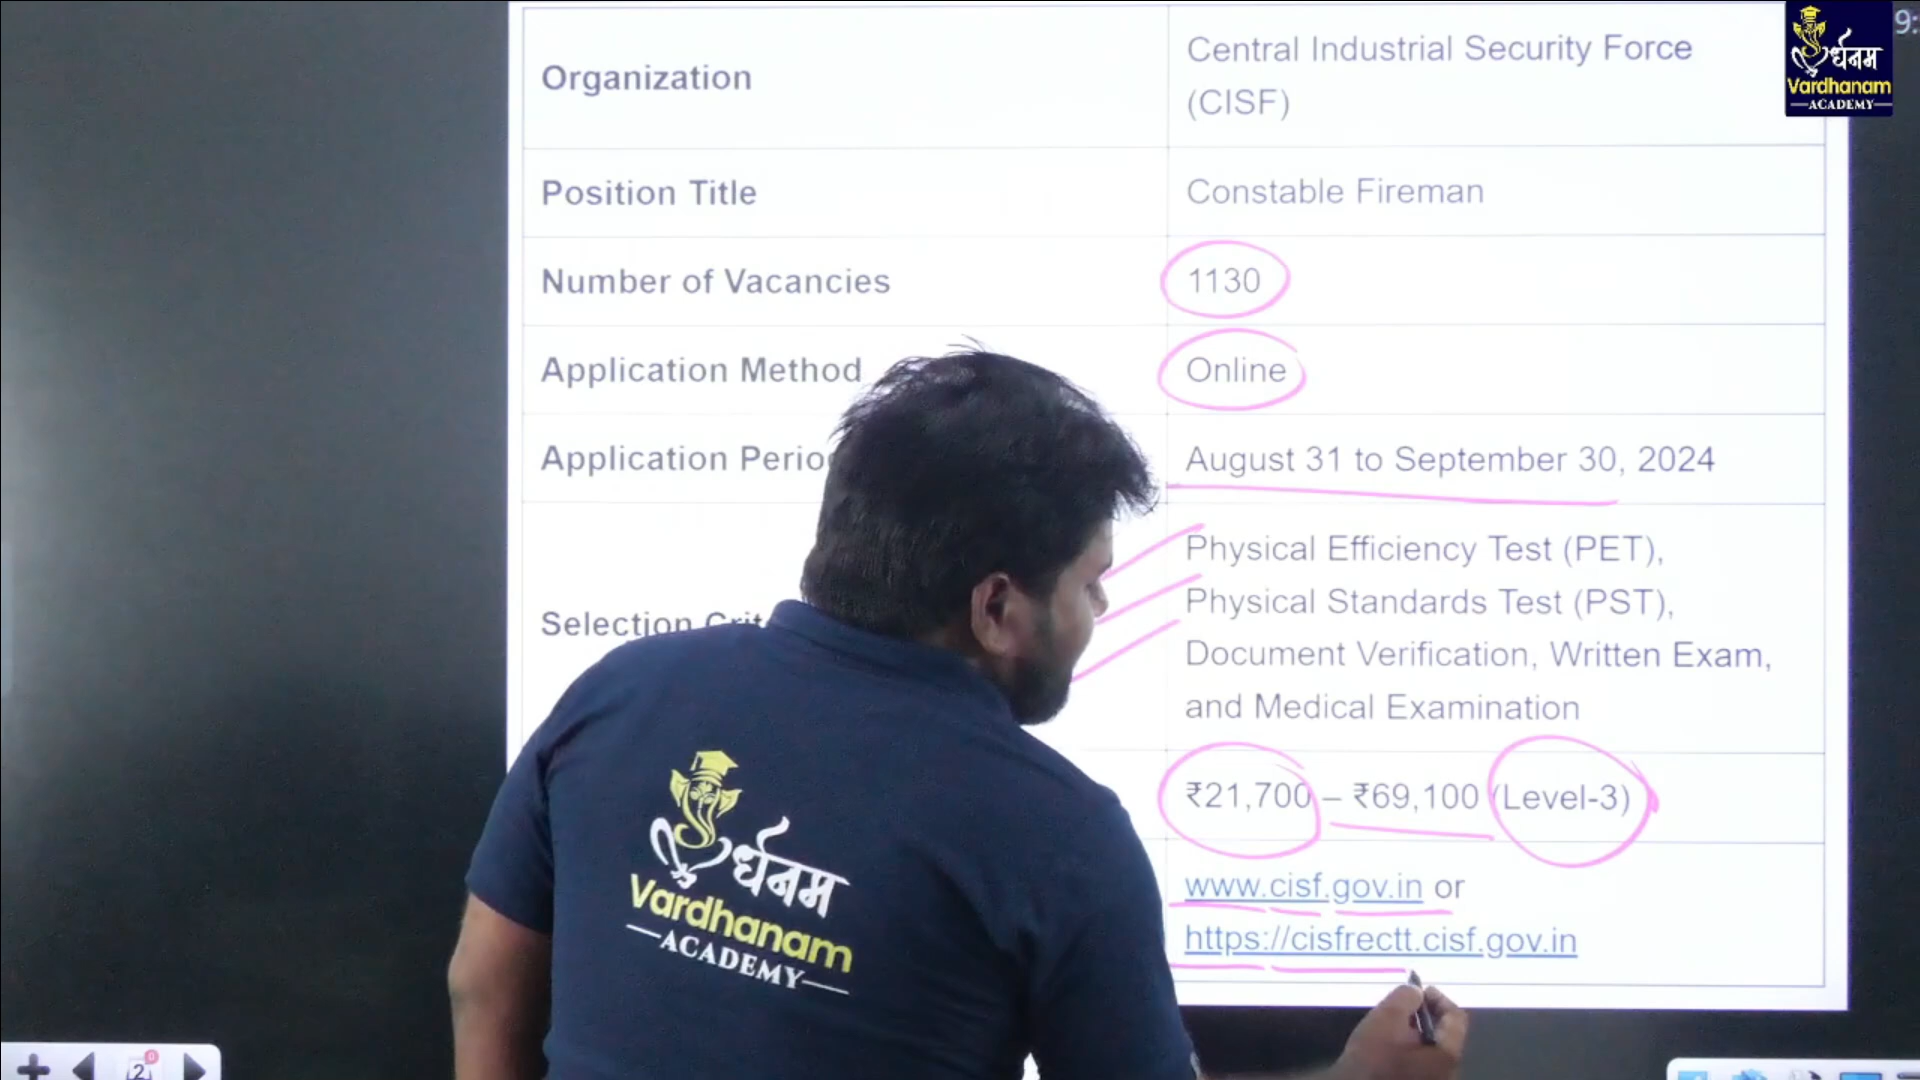 Organization
Central Industrial Security Force
(CISF)
Position Title
Constable Fireman
Number of Vacancies
1130
Application Method
Online
Application Perio
August 31 to September 30, 2024
Selection Crit
Physical Efficiency Test (PET),
Physical Standards Test (PST),
Document Verification, Written Exam,
and Medical Examination
₹21,700 – ₹69,100 (Level-3)
www.cisf.gov.in or
https://cisfrectt.cisf.gov.in
र्धनम
Vardhanam
ACADEMY
9:
र्धनम
Vardhanam
ACADEMY
2
0